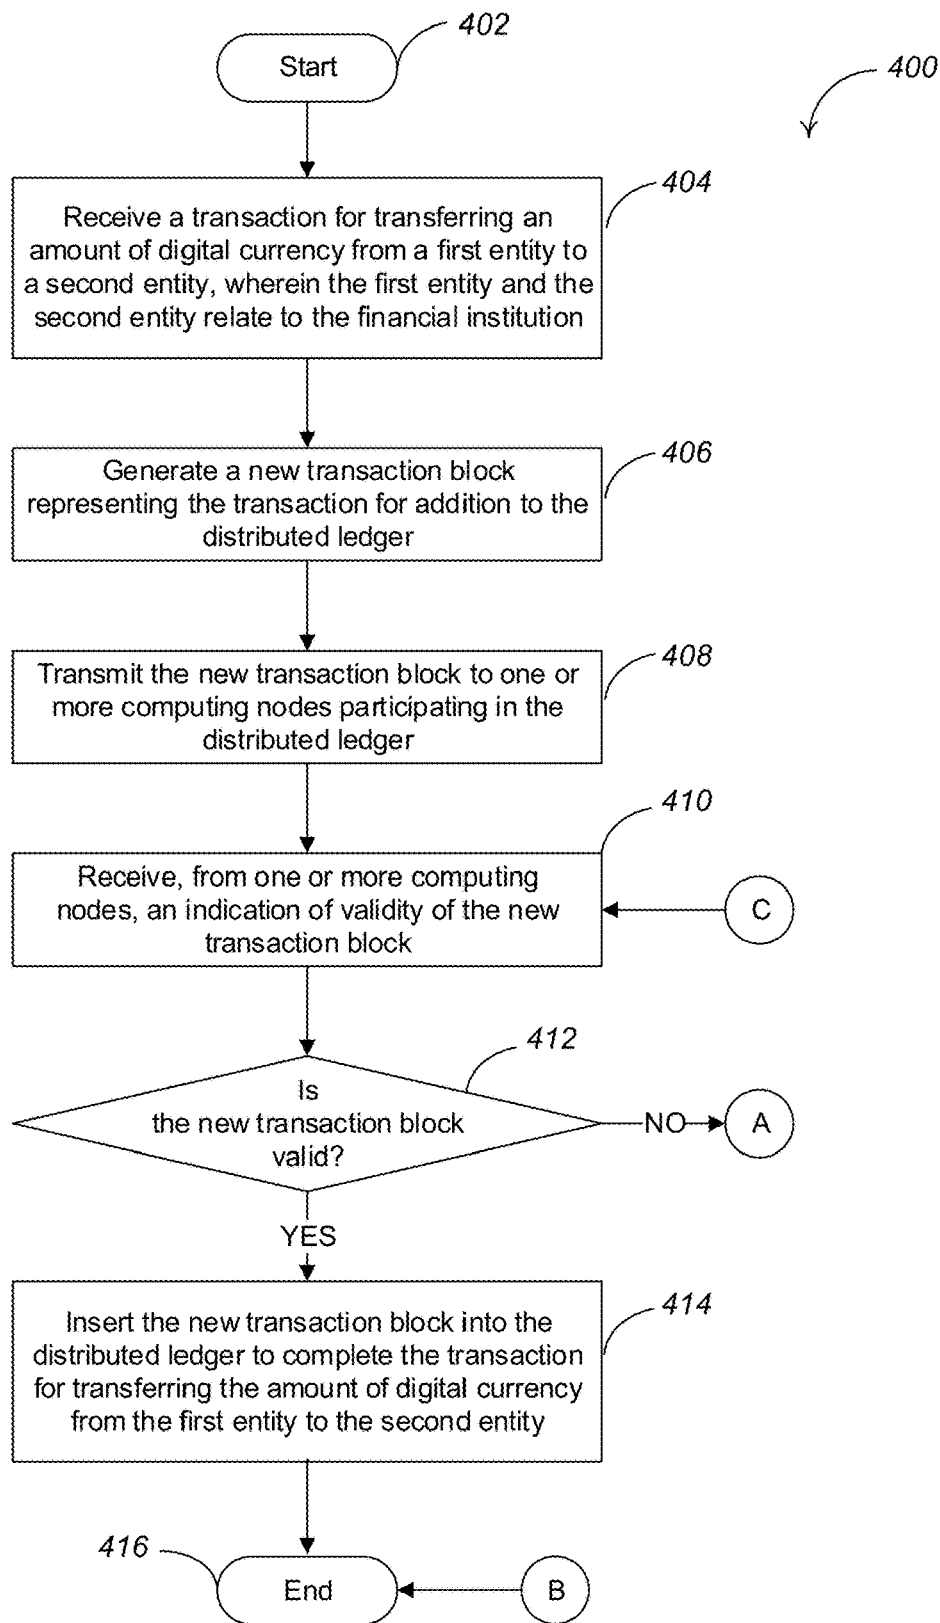 402
Start
400
404
Receive a transaction for transferring an
amount of digital currency from a first entity to
a second entity, wherein the first entity and the
second entity relate to the financial institution
406
Generate a new transaction block
representing the transaction for addition to the
distributed ledger
408
Transmit the new transaction block to one or
more computing nodes participating in the
distributed ledger
410
Receive, from one or more computing
nodes, an indication of validity of the new
transaction block
C
412
Is
the new transaction block
valid?
NO
A
YES
414
Insert the new transaction block into the
distributed ledger to complete the transaction
for transferring the amount of digital currency
from the first entity to the second entity
416
End
B